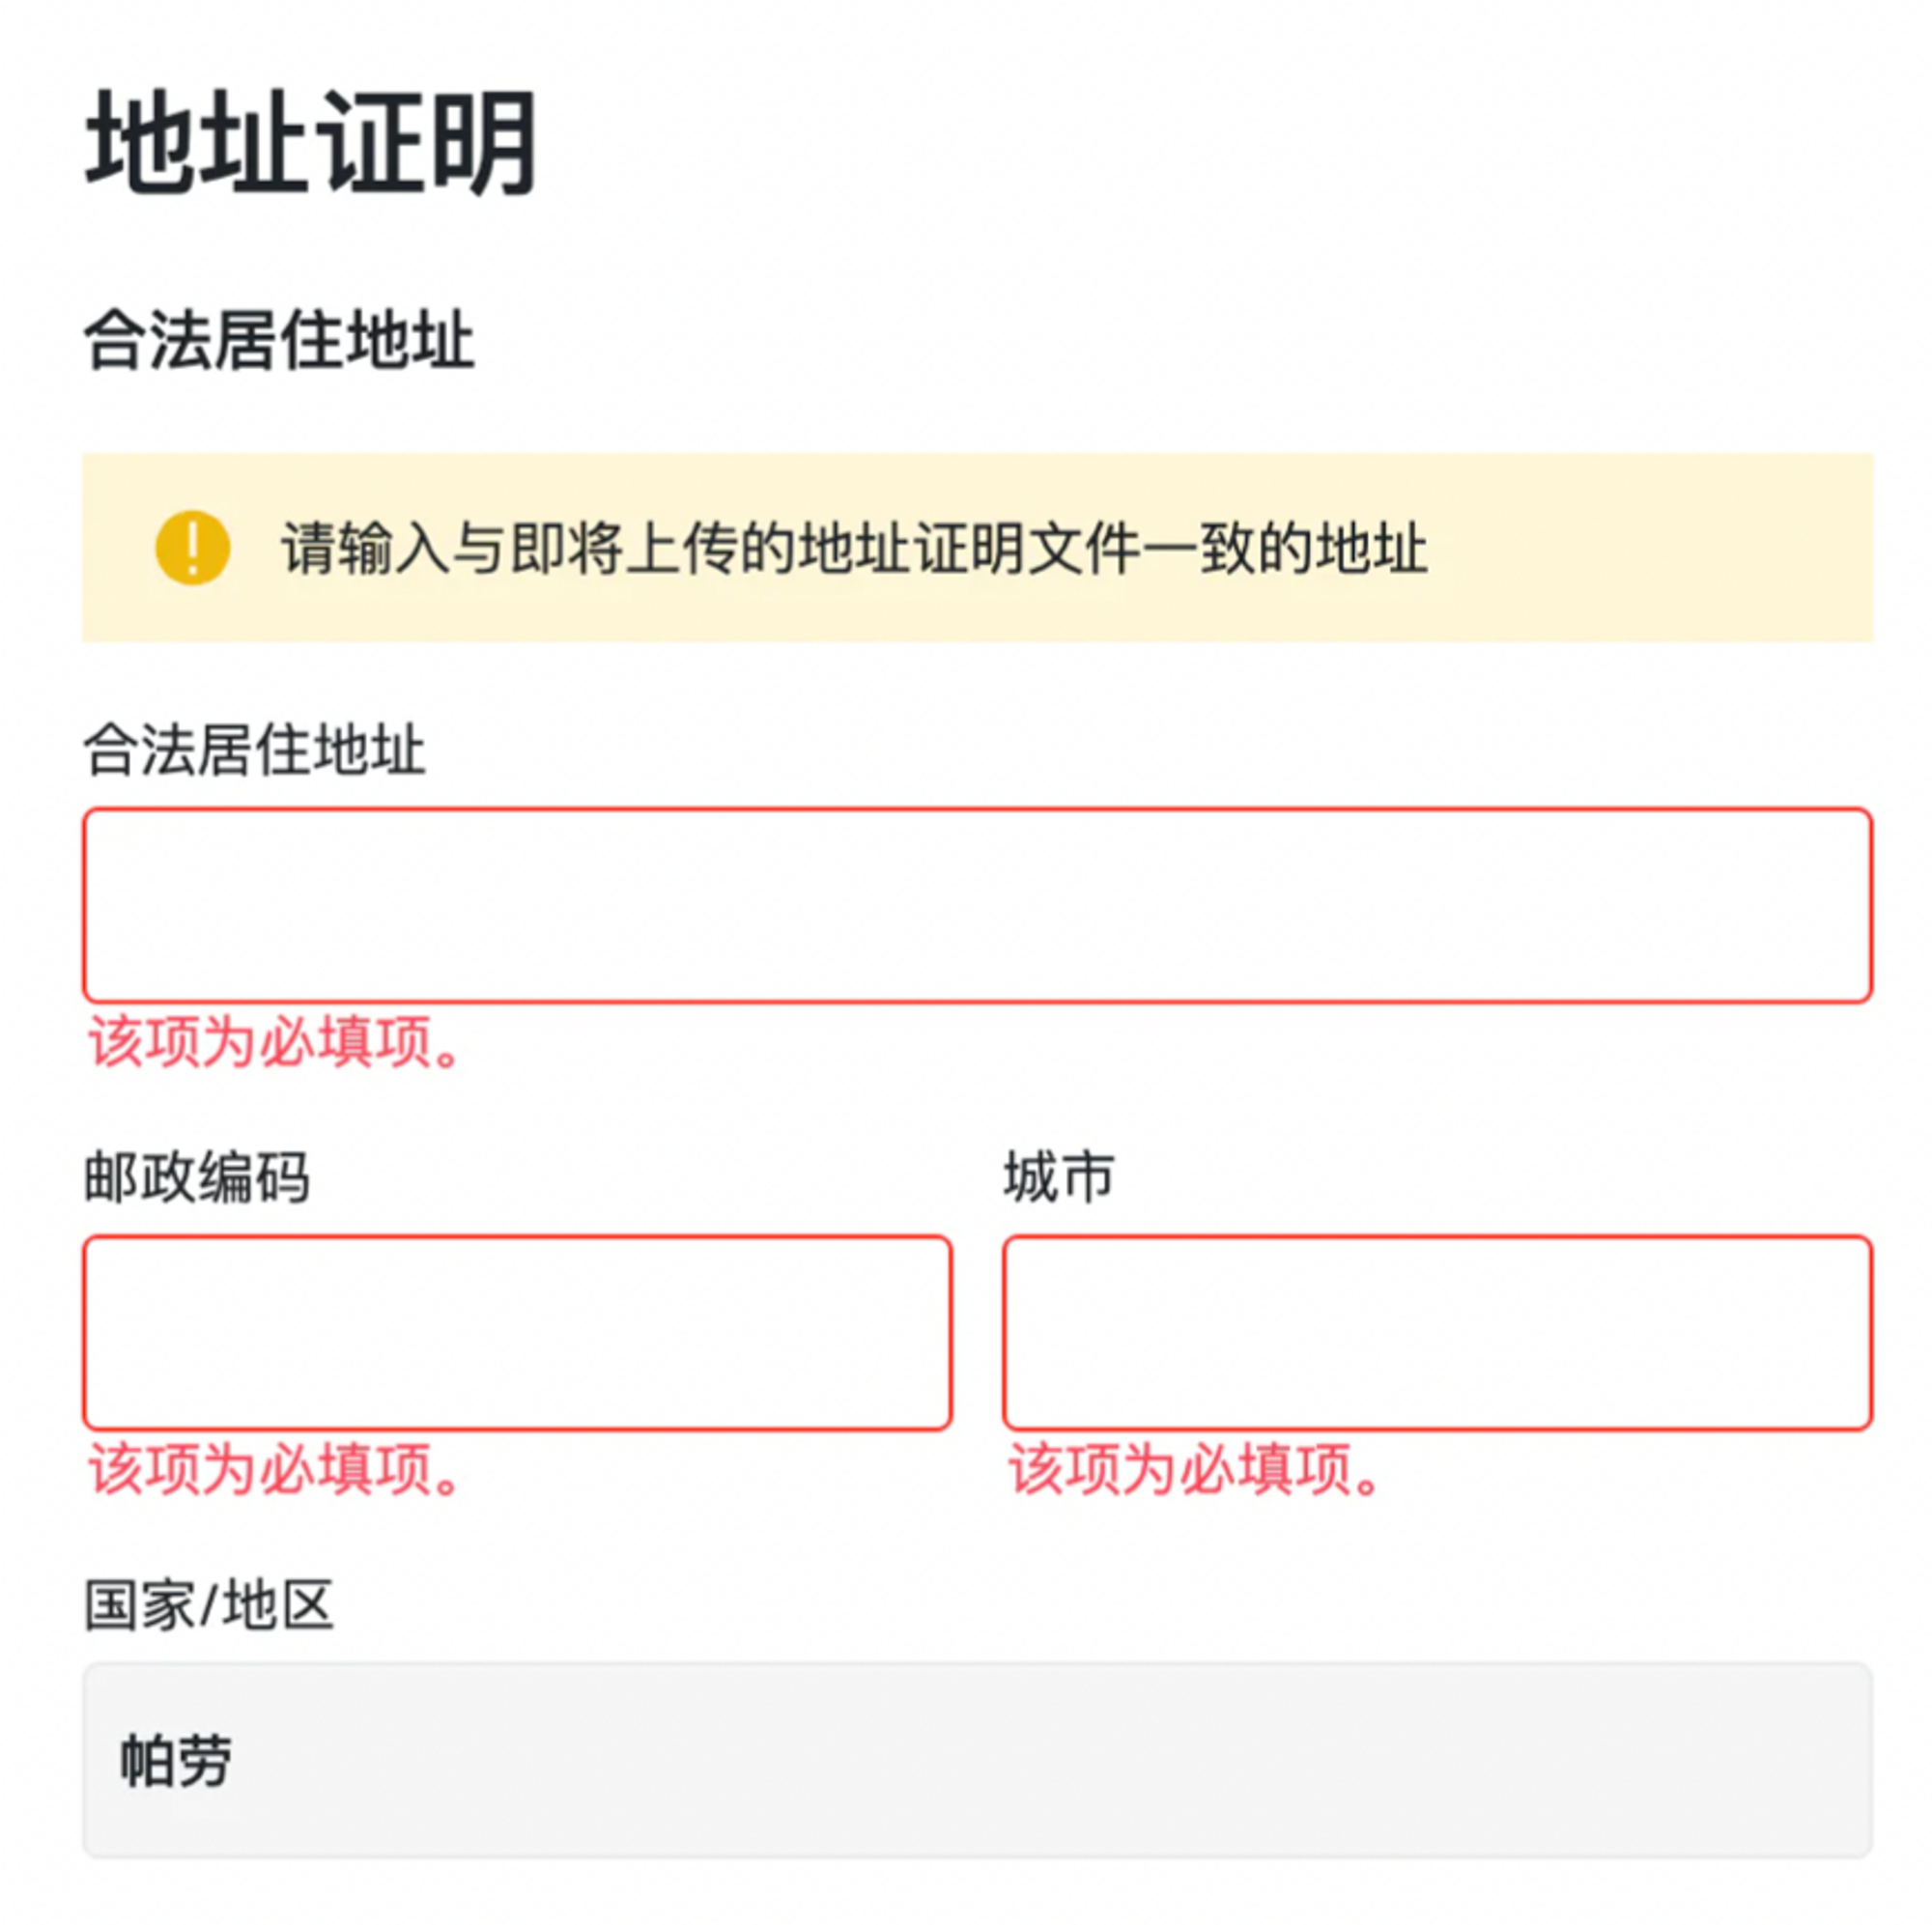 地址证明
合法居住地址
请输入与即将上传的地址证明文件一致的地址
合法居住地址
该项为必填项。
邮政编码
城市
该项为必填项。
该项为必填项。
国家/地区
帕劳